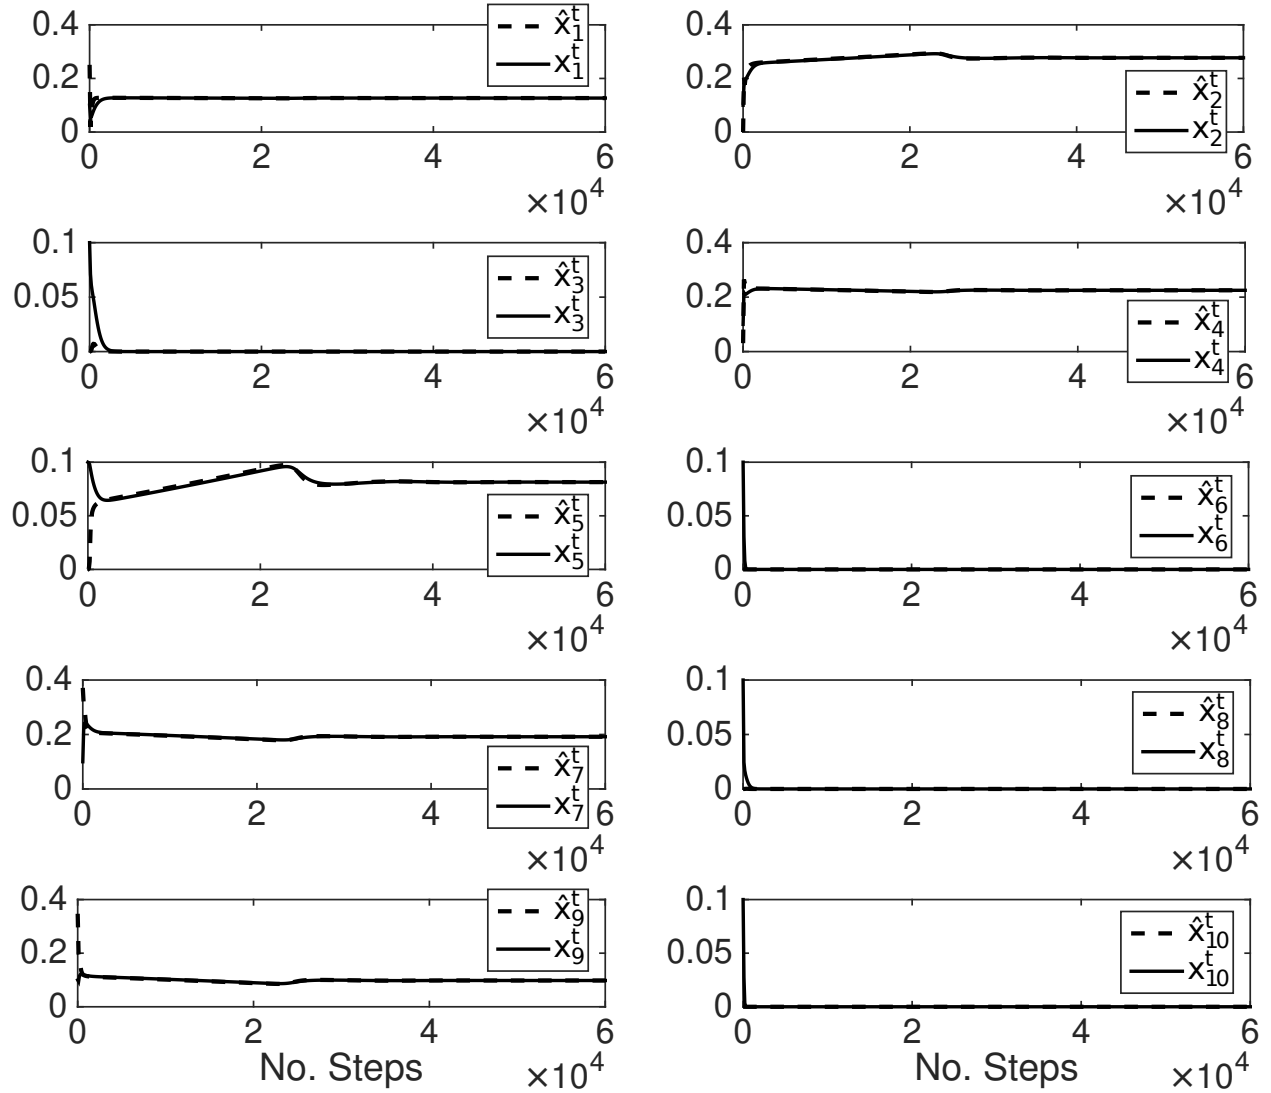 0.4 0.2 0
x̂₁ᵗ
x₁ᵗ
0 2 4 6
×10⁴
0.4 0.2 0
x̂₂ᵗ
x₂ᵗ
0 2 4 6
×10⁴
0.1 0.05 0
x̂₃ᵗ
x₃ᵗ
0 2 4 6
×10⁴
0.4 0.2 0
x̂₄ᵗ
x₄ᵗ
0 2 4 6
×10⁴
0.1 0.05 0
x̂₅ᵗ
x₅ᵗ
0 2 4 6
×10⁴
0.1 0.05 0
x̂₆ᵗ
x₆ᵗ
0 2 4 6
×10⁴
0.4 0.2 0
x̂₇ᵗ
x₇ᵗ
0 2 4 6
×10⁴
0.1 0.05 0
x̂₈ᵗ
x₈ᵗ
0 2 4 6
×10⁴
0.4 0.2 0
x̂₉ᵗ
x₉ᵗ
0 2 4 6
No. Steps ×10⁴
0.1 0.05 0
x̂₁₀ᵗ
x₁₀ᵗ
0 2 4 6
No. Steps ×10⁴